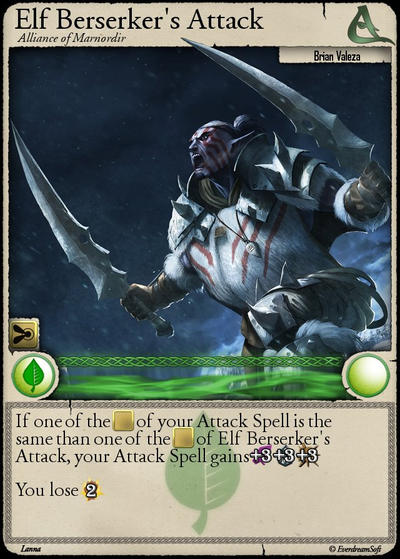 Elf Berserker's Attack
Alliance of Marnordir
A
Brian Valeza
If one of the of your Attack Spell is the
same than one of the of Elf Berserker's
Attack, your Attack Spell gains +3 +3 +3
You lose 2
Lanna © EverdreamSoft